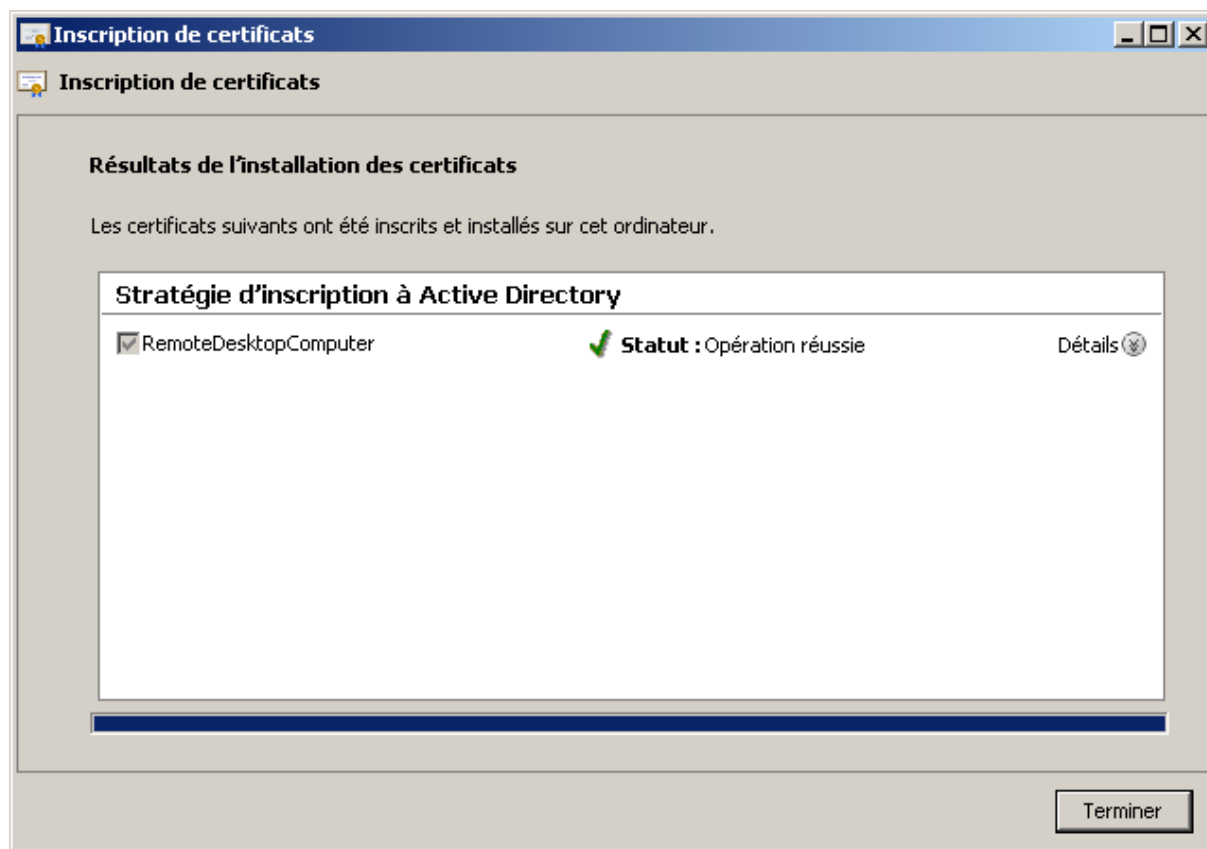 Inscription de certificats
Inscription de certificats
Résultats de l'installation des certificats
Les certificats suivants ont été inscrits et installés sur cet ordinateur.
Stratégie d'inscription à Active Directory
RemoteDesktopComputer Statut : Opération réussie Détails
Terminer